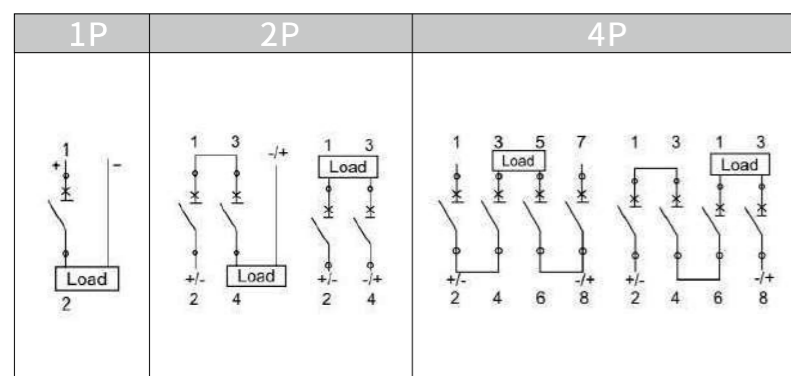 1P 2P 4P
1
+ −
Load
2
1 3 -/+
+/- Load
2 4
1 3
Load
+/- -/+
2 4
1 3 5 7
Load
+/- -/+
2 4 6 8
1 3 1 3
Load
+/- -/+
2 4 6 8